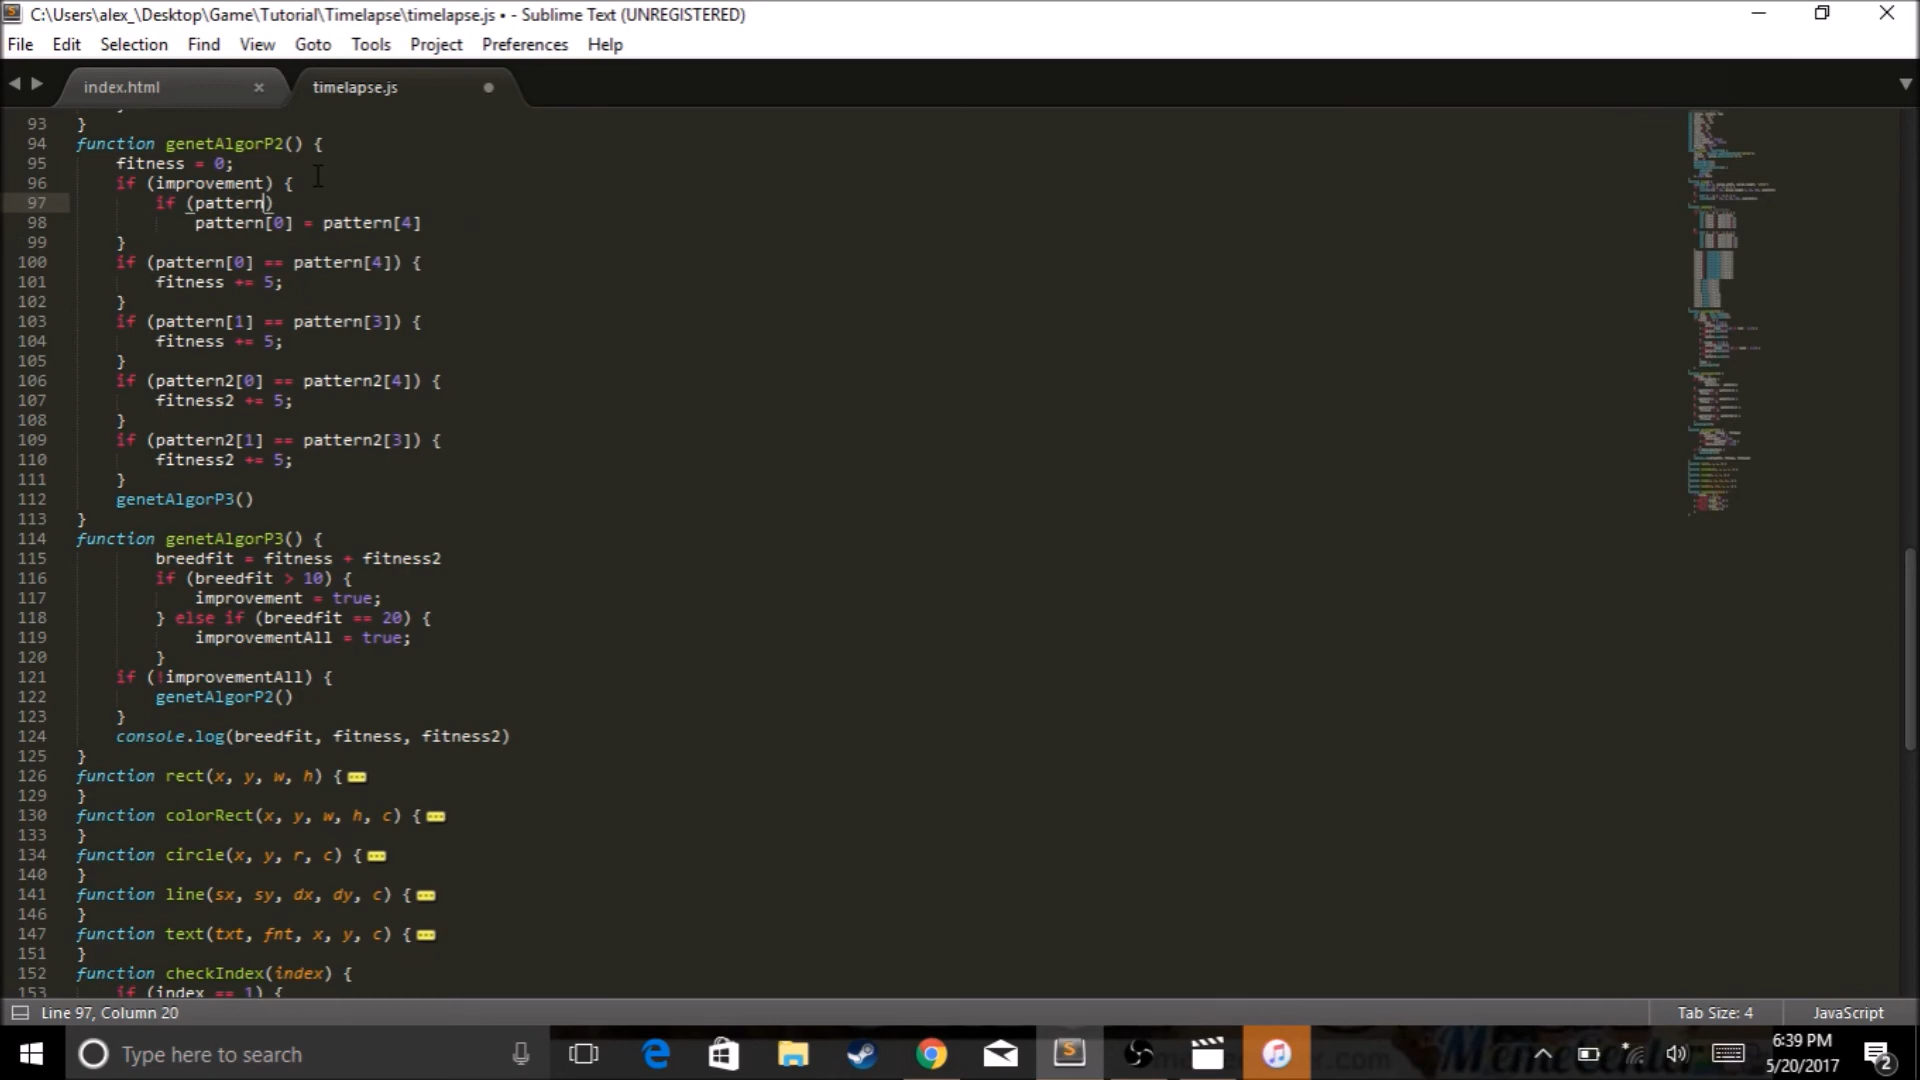 C:\Users\alex_\Desktop\Game\Tutorial\Timelapse\timelapse.js • - Sublime Text (UNREGISTERED)
File Edit Selection Find View Goto Tools Project Preferences Help
index.html × timelapse.js
93 }
94 function genetAlgorP2() {
95 fitness = 0;
96 if (improvement) {
97 if (pattern)
98 pattern[0] = pattern[4]
99 }
100 if (pattern[0] == pattern[4]) {
101 fitness += 5;
102 }
103 if (pattern[1] == pattern[3]) {
104 fitness += 5;
105 }
106 if (pattern2[0] == pattern2[4]) {
107 fitness2 += 5;
108 }
109 if (pattern2[1] == pattern2[3]) {
110 fitness2 += 5;
111 }
112 genetAlgorP3()
113 }
114 function genetAlgorP3() {
115 breedfit = fitness + fitness2
116 if (breedfit > 10) {
117 improvement = true;
118 } else if (breedfit == 20) {
119 improvementAll = true;
120 }
121 if (!improvementAll) {
122 genetAlgorP2()
123 }
124 console.log(breedfit, fitness, fitness2)
125 }
126 function rect(x, y, w, h) {
129 }
130 function colorRect(x, y, w, h, c) {
133 }
134 function circle(x, y, r, c) {
140 }
141 function line(sx, sy, dx, dy, c) {
146 }
147 function text(txt, fnt, x, y, c) {
151 }
152 function checkIndex(index) {
153 if (index == 1) {
Line 97, Column 20 Tab Size: 4 JavaScript
Type here to search
6:39 PM
5/20/2017
2